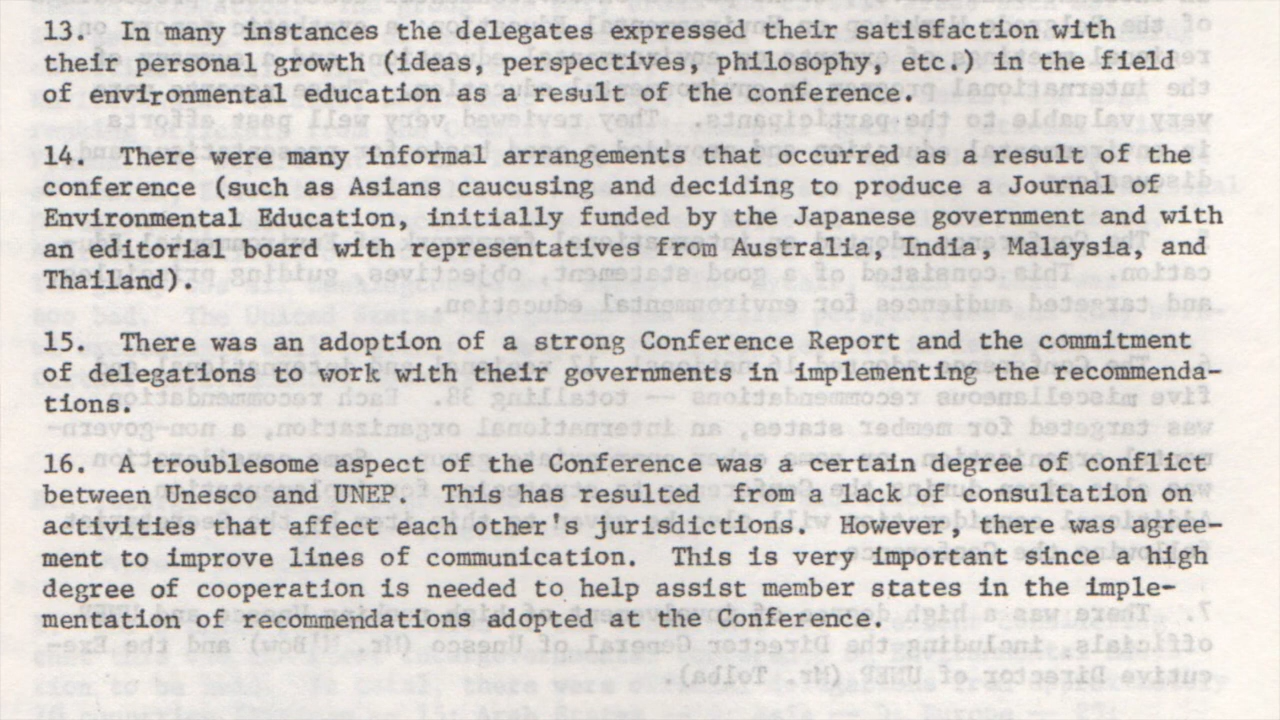 13.  In many instances the delegates expressed their satisfaction with
their personal growth (ideas, perspectives, philosophy, etc.) in the field
of environmental education as a result of the conference.
14.  There were many informal arrangements that occurred as a result of the
conference (such as Asians caucusing and deciding to produce a Journal of
Environmental Education, initially funded by the Japanese government and with
an editorial board with representatives from Australia, India, Malaysia, and
Thailand).
15.  There was an adoption of a strong Conference Report and the commitment
of delegations to work with their governments in implementing the recommenda-
tions.
16.  A troublesome aspect of the Conference was a certain degree of conflict
between Unesco and UNEP.  This has resulted  from a lack of consultation on
activities that affect each other's jurisdictions.  However, there was agree-
ment to improve lines of communication.  This is very important since a high
degree of cooperation is needed to help assist member states in the imple-
mentation of recommendations adopted at the Conference.